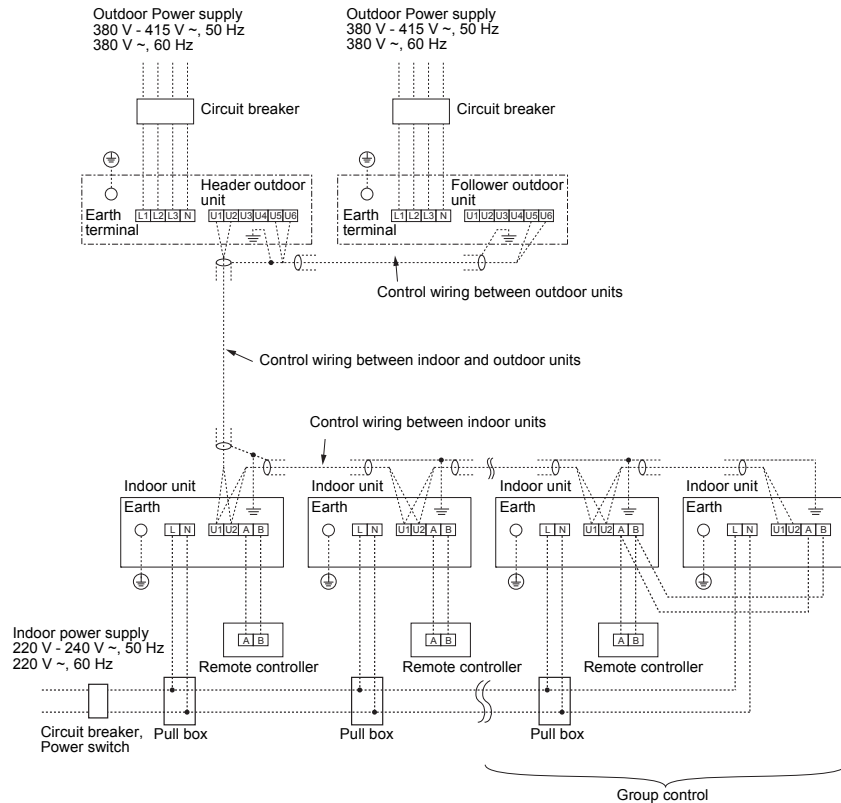 Outdoor Power supply
380 V - 415 V ~, 50 Hz
380 V ~, 60 Hz
Outdoor Power supply
380 V - 415 V ~, 50 Hz
380 V ~, 60 Hz
Circuit breaker
Circuit breaker
Header outdoor
unit
Earth
terminal
L1 L2 L3 N
U1 U2 U3 U4 U5 U6
Follower outdoor
unit
Earth
terminal
L1 L2 L3 N
U1 U2 U3 U4 U5 U6
Control wiring between outdoor units
Control wiring between indoor and outdoor units
Control wiring between indoor units
Indoor unit
Earth
L N
U1 U2 A B
Indoor unit
Earth
L N
U1 U2 A B
Indoor unit
Earth
L N
U1 U2 A B
Indoor unit
Earth
L N
U1 U2 A B
Indoor power supply
220 V - 240 V ~, 50 Hz
220 V ~, 60 Hz
A B
Remote controller
A B
Remote controller
A B
Remote controller
Circuit breaker,
Power switch
Pull box
Pull box
Pull box
Group control